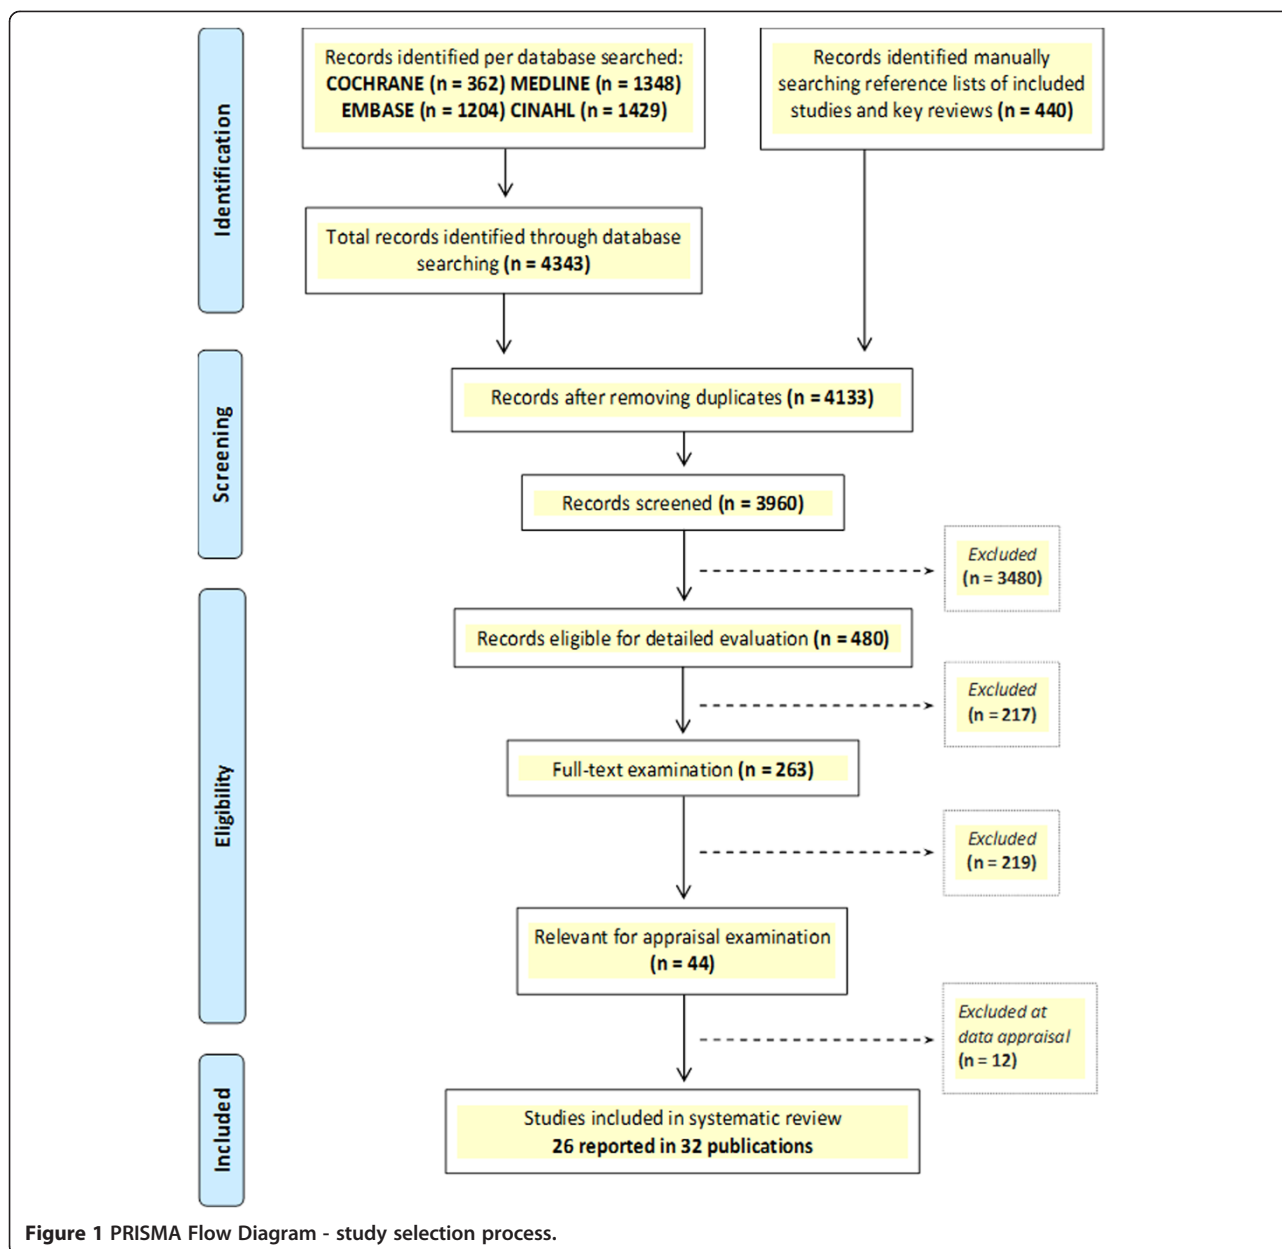 Identification
Records identified per database searched:
COCHRANE (n = 362) MEDLINE (n = 1348)
EMBASE (n = 1204) CINAHL (n = 1429)
Records identified manually
searching reference lists of included
studies and key reviews (n = 440)
Total records identified through database
searching (n = 4343)
Screening
Records after removing duplicates (n = 4133)
Records screened (n = 3960)
Excluded
(n = 3480)
Eligibility
Records eligible for detailed evaluation (n = 480)
Excluded
(n = 217)
Full-text examination (n = 263)
Excluded
(n = 219)
Relevant for appraisal examination
(n = 44)
Excluded at
data appraisal
(n = 12)
Included
Studies included in systematic review
26 reported in 32 publications
Figure 1 PRISMA Flow Diagram - study selection process.